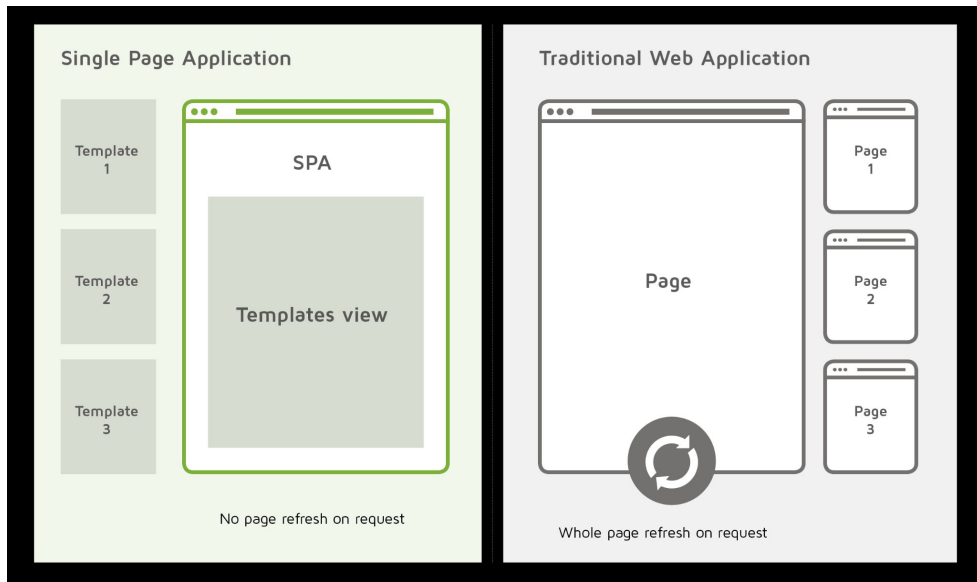 Single Page Application
Template
1
Template
2
Template
3
SPA
Templates view
No page refresh on request
Traditional Web Application
Page
Page
1
Page
2
Page
3
Whole page refresh on request